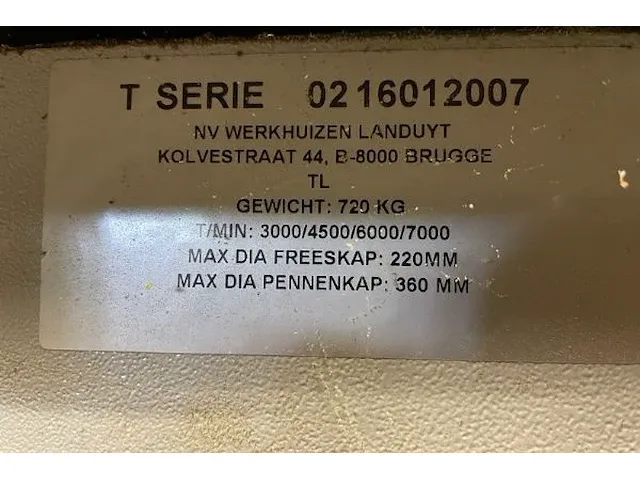 T SERIE 0216012007
NV WERKHUIZEN LANDUYT
KOLVESTRAAT 44, B-8000 BRUGGE
TL
GEWICHT: 720 KG
T/MIN: 3000/4500/6000/7000
MAX DIA FREESKAP: 220MM
MAX DIA PENNENKAP: 360 MM